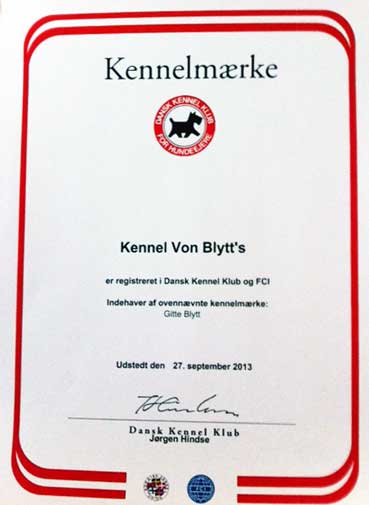 Kennelmærke
DANSK KENNEL KLUB
FOR HUNDEEJERE
Kennel Von Blytt's
er registreret i Dansk Kennel Klub og FCI
Indehaver af ovennævnte kennelmærke:
Gitte Blytt
Udstedt den 27. september 2013
Dansk Kennel Klub
Jørgen Hindse
FCI